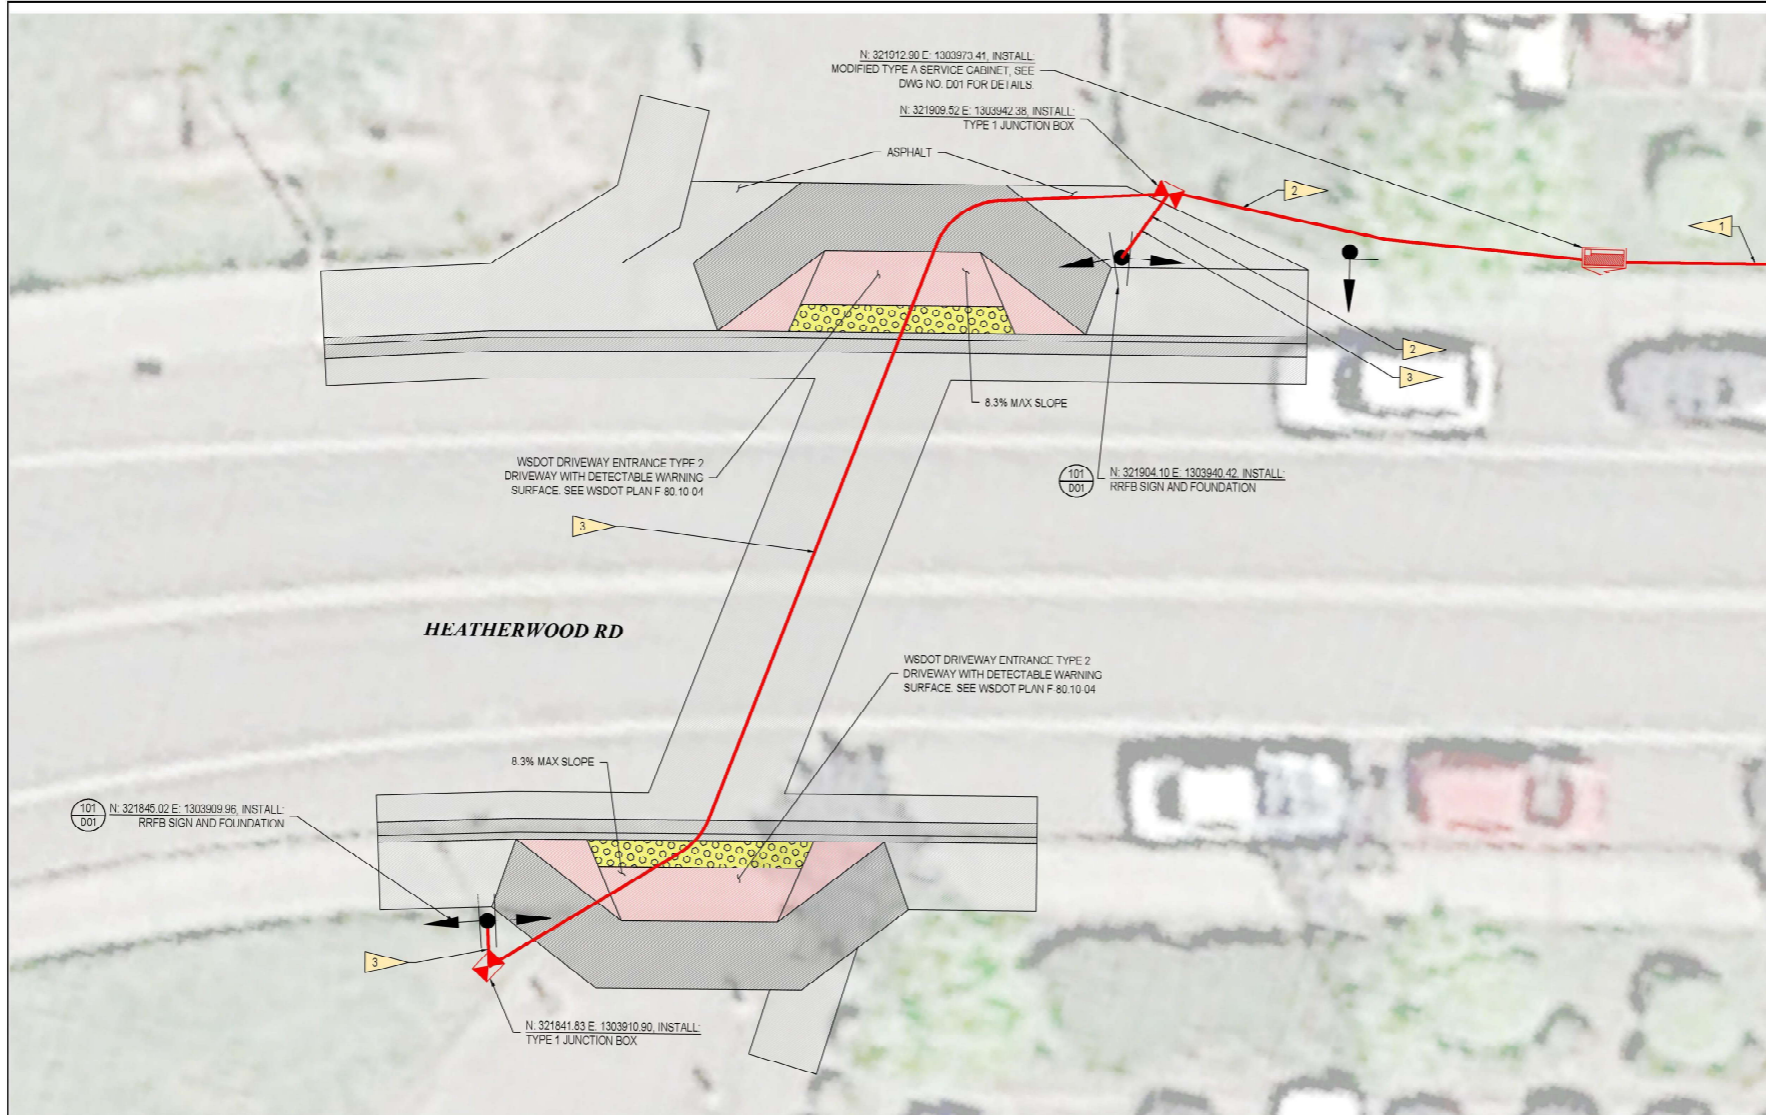 N: 321912.90 E: 1303973.41, INSTALL:
MODIFIED TYPE A SERVICE CABINET, SEE
DWG NO. D01 FOR DETAILS.
N: 321909.52 E: 1303942.38, INSTALL:
TYPE 1 JUNCTION BOX
ASPHALT
2
1
2
3
8.3% MAX SLOPE
WSDOT DRIVEWAY ENTRANCE TYPE 2
DRIVEWAY WITH DETECTABLE WARNING
SURFACE. SEE WSDOT PLAN F 80.10-04
101
D01
N: 321904.10 E: 1303940.42, INSTALL:
RRFB SIGN AND FOUNDATION
3
HEATHERWOOD RD
WSDOT DRIVEWAY ENTRANCE TYPE 2
DRIVEWAY WITH DETECTABLE WARNING
SURFACE. SEE WSDOT PLAN F 80.10-04
8.3% MAX SLOPE
101
D01
N: 321845.02 E: 1303909.96, INSTALL:
RRFB SIGN AND FOUNDATION
3
N: 321841.83 E: 1303910.90, INSTALL:
TYPE 1 JUNCTION BOX